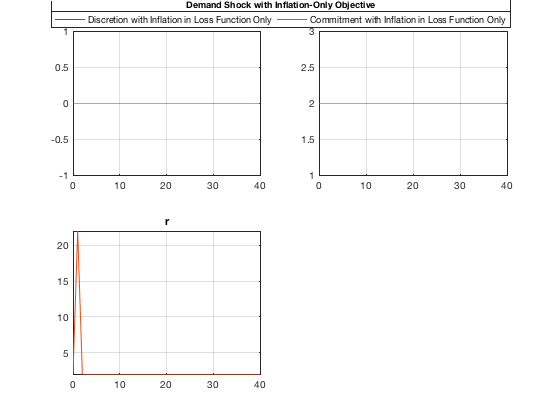 Demand Shock with Inflation-Only Objective
Discretion with Inflation in Loss Function Only Commitment with Inflation in Loss Function Only
1
0.5
0
-0.5
-1
0 10 20 30 40
3
2.5
2
1.5
1
0 10 20 30 40
r
20
15
10
5
0 10 20 30 40